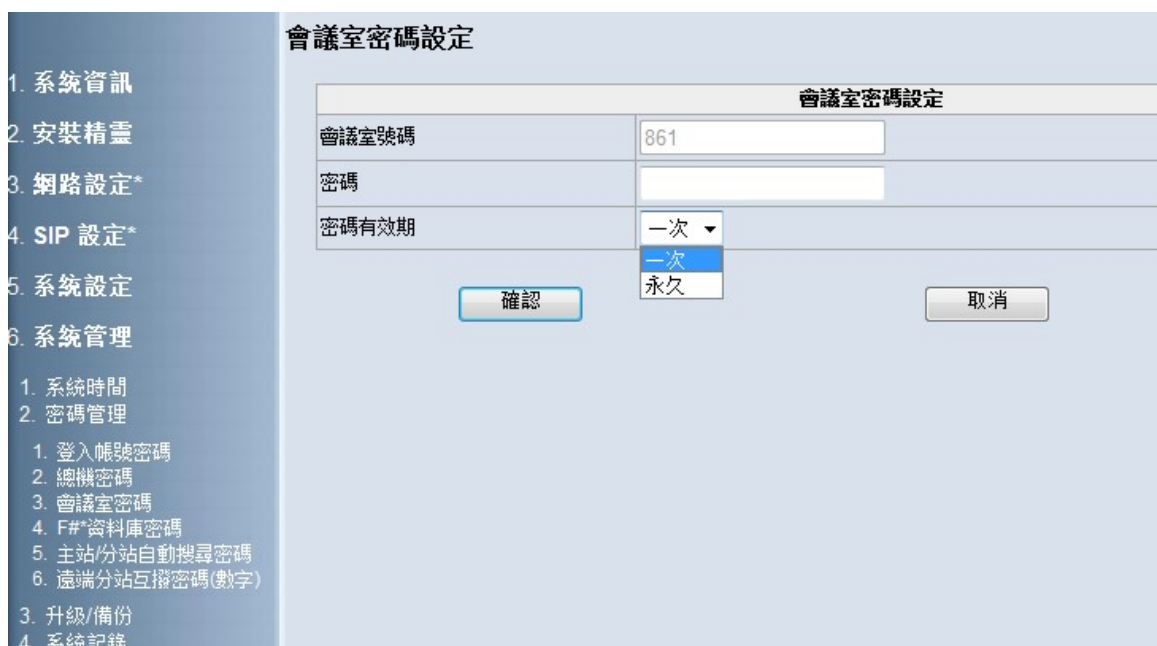 會議室密碼設定
1. 系統資訊
2. 安裝精靈
3. 網路設定*
4. SIP 設定*
5. 系統設定
6. 系統管理
1. 系統時間
2. 密碼管理
1. 登入帳號密碼
2. 總機密碼
3. 會議室密碼
4. F#*資料庫密碼
5. 主站/分站自動搜尋密碼
6. 遠端分站互撥密碼(數字)
3. 升級/備份
4. 系統記錄
會議室密碼設定
會議室號碼 861
密碼
密碼有效期 一次
一次
永久
確認 取消